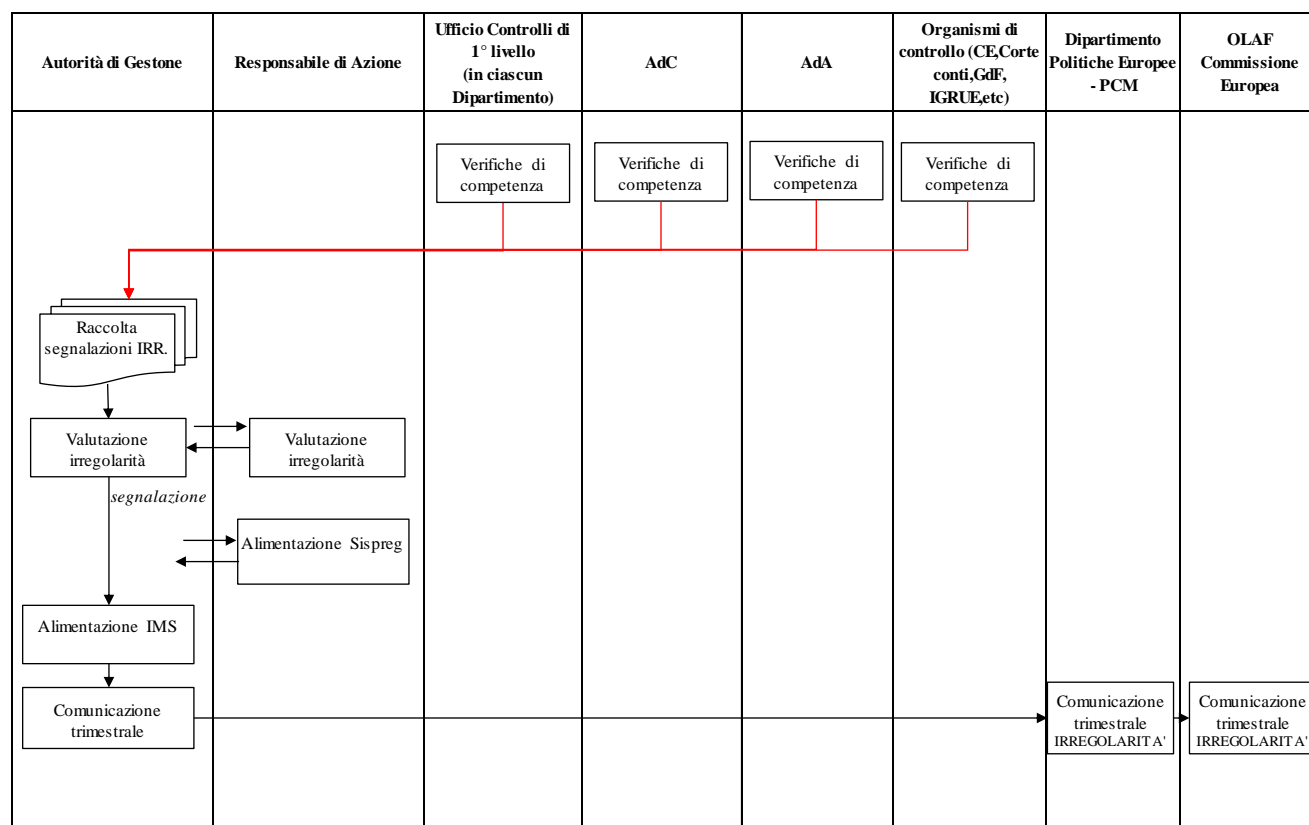 Autorità di Gestone
Responsabile di Azione
Ufficio Controlli di
1° livello
(in ciascun
Dipartimento)
AdC
AdA
Organismi di
controllo (CE,Corte
conti,GdF,
IGRUE,etc)
Dipartimento
Politiche Europee
- PCM
OLAF
Commissione
Europea
Verifiche di
competenza
Verifiche di
competenza
Verifiche di
competenza
Verifiche di
competenza
Raccolta
segnalazioni IRR.
Valutazione
irregolarità
Valutazione
irregolarità
segnalazione
Alimentazione Sispreg
Alimentazione IMS
Comunicazione
trimestrale
Comunicazione
trimestrale
IRREGOLARITA'
Comunicazione
trimestrale
IRREGOLARITA'